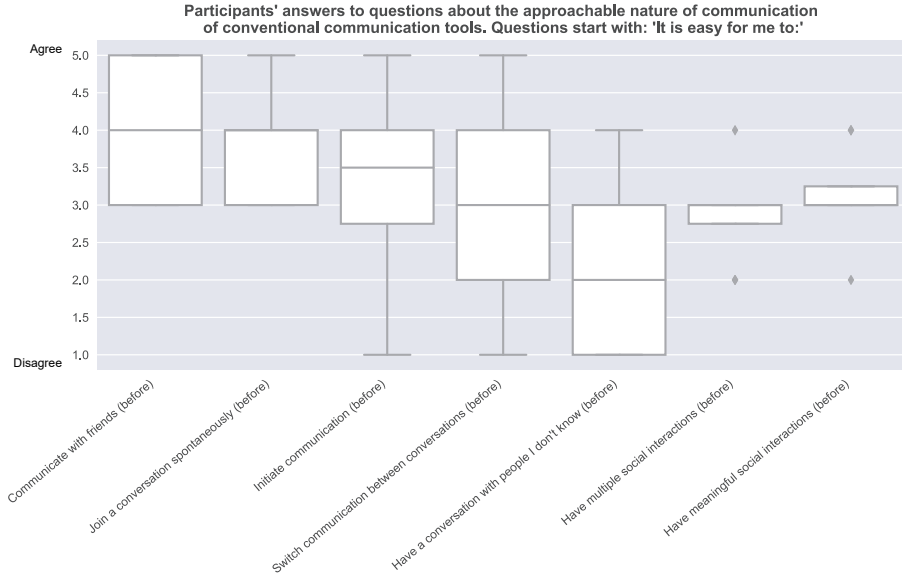 Participants' answers to questions about the approachable nature of communication
of conventional communication tools. Questions start with: 'It is easy for me to:'
Agree
5.0
4.5
4.0
3.5
3.0
2.5
2.0
1.5
1.0
Disagree
Communicate with friends (before)
Join a conversation spontaneously (before)
Initiate communication (before)
Switch communication between conversations (before)
Have a conversation with people I don't know (before)
Have multiple social interactions (before)
Have meaningful social interactions (before)